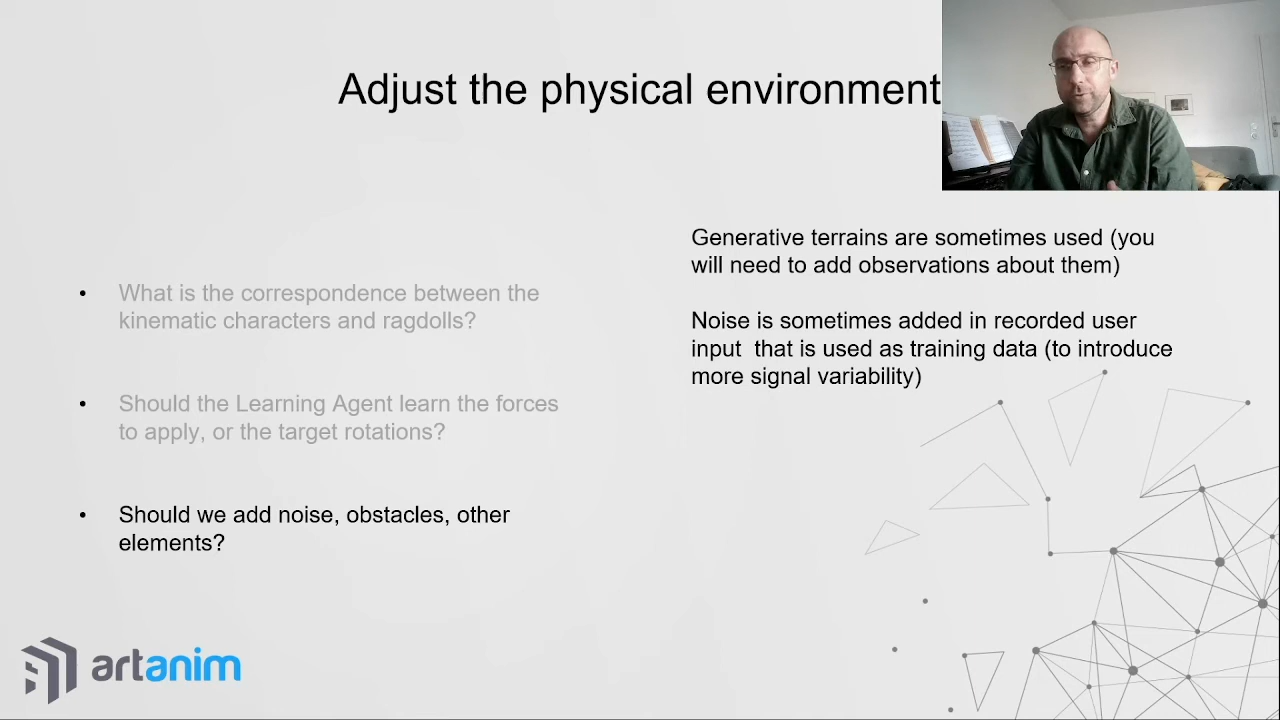 Adjust the physical environment
What is the correspondence between the
kinematic characters and ragdolls?
Should the Learning Agent learn the forces
to apply, or the target rotations?
Should we add noise, obstacles, other
elements?
Generative terrains are sometimes used (you
will need to add observations about them)
Noise is sometimes added in recorded user
input  that is used as training data (to introduce
more signal variability)
artanim